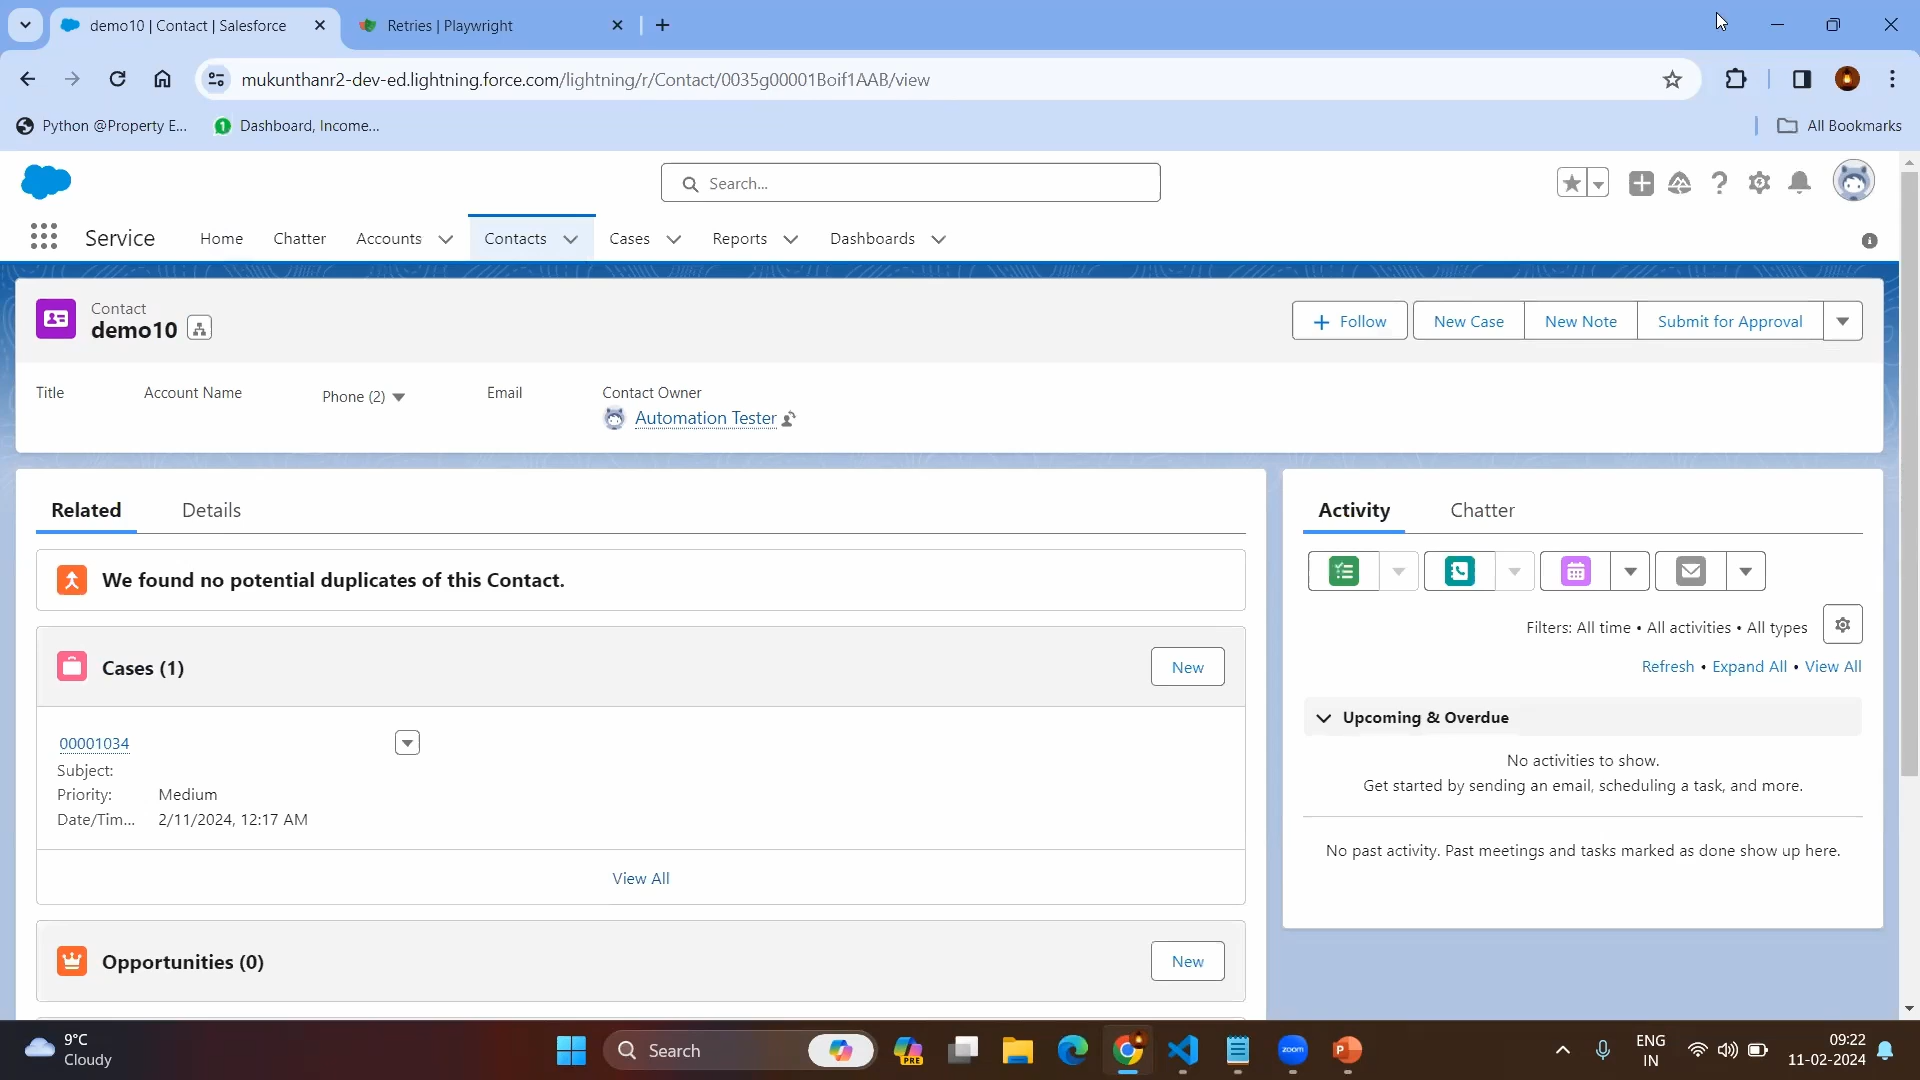 demo10 | Contact | Salesforce
Retries | Playwright
mukunthanr2-dev-ed.lightning.force.com/lightning/r/Contact/0035g00001Boif1AAB/view
Python @Property E...
Dashboard, Income...
All Bookmarks
Search...
Service
Home
Chatter
Accounts
Contacts
Cases
Reports
Dashboards
Contact
demo10
Follow
New Case
New Note
Submit for Approval
Title
Account Name
Phone (2)
Email
Contact Owner
Automation Tester
Related
Details
We found no potential duplicates of this Contact.
Cases (1)
New
00001034
Subject:
Priority: Medium
Date/Tim... 2/11/2024, 12:17 AM
View All
Opportunities (0)
New
Activity
Chatter
Filters: All time • All activities • All types
Refresh • Expand All • View All
Upcoming & Overdue
No activities to show.
Get started by sending an email, scheduling a task, and more.
No past activity. Past meetings and tasks marked as done show up here.
9°C
Cloudy
Search
PRE
zoom
ENG
IN
09:22
11-02-2024